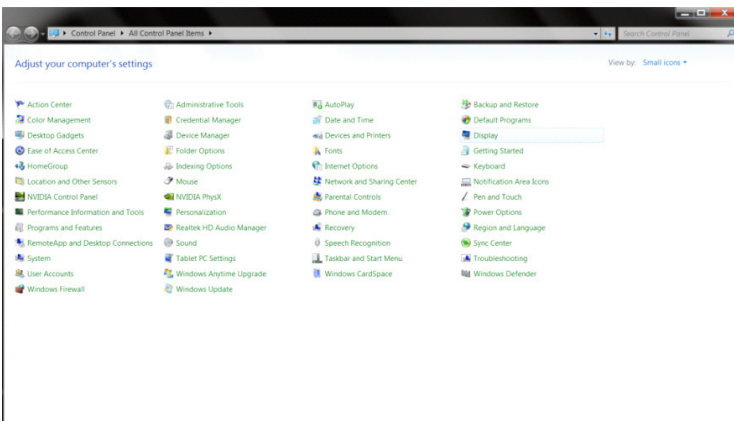 Control Panel ▸ All Control Panel Items ▸ Search Control Panel
Adjust your computer's settings View by: Small icons
Action Center Administrative Tools AutoPlay Backup and Restore
Color Management Credential Manager Date and Time Default Programs
Desktop Gadgets Device Manager Devices and Printers Display
Ease of Access Center Folder Options Fonts Getting Started
HomeGroup Indexing Options Internet Options Keyboard
Location and Other Sensors Mouse Network and Sharing Center Notification Area Icons
NVIDIA Control Panel NVIDIA PhysX Parental Controls Pen and Touch
Performance Information and Tools Personalization Phone and Modem Power Options
Programs and Features Realtek HD Audio Manager Recovery Region and Language
RemoteApp and Desktop Connections Sound Speech Recognition Sync Center
System Tablet PC Settings Taskbar and Start Menu Troubleshooting
User Accounts Windows Anytime Upgrade Windows CardSpace Windows Defender
Windows Firewall Windows Update